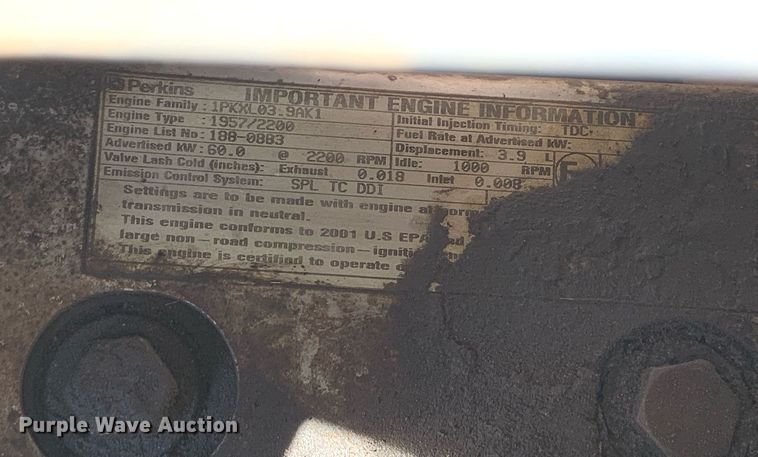 Perkins IMPORTANT ENGINE INFORMATION
Engine Family : 1PKXL03.9AK1 Initial Injection Timing: TDC.
Engine Type : 1957/2200 Fuel Rate at Advertised kW:
Engine List No : 188-0883 Displacement: 3.9
Advertised kW : 60.0 @ 2200 RPM Idle: 1000 RPM
Valve Lash Cold (inches): Exhaust 0.018 Inlet 0.008
Emission Control System: SPL TC DDI
Settings are to be made with engine at
transmission in neutral.
This engine conforms to 2001 U.S EPA
large non-road compression-
This engine is certified to operate
Purple Wave Auction